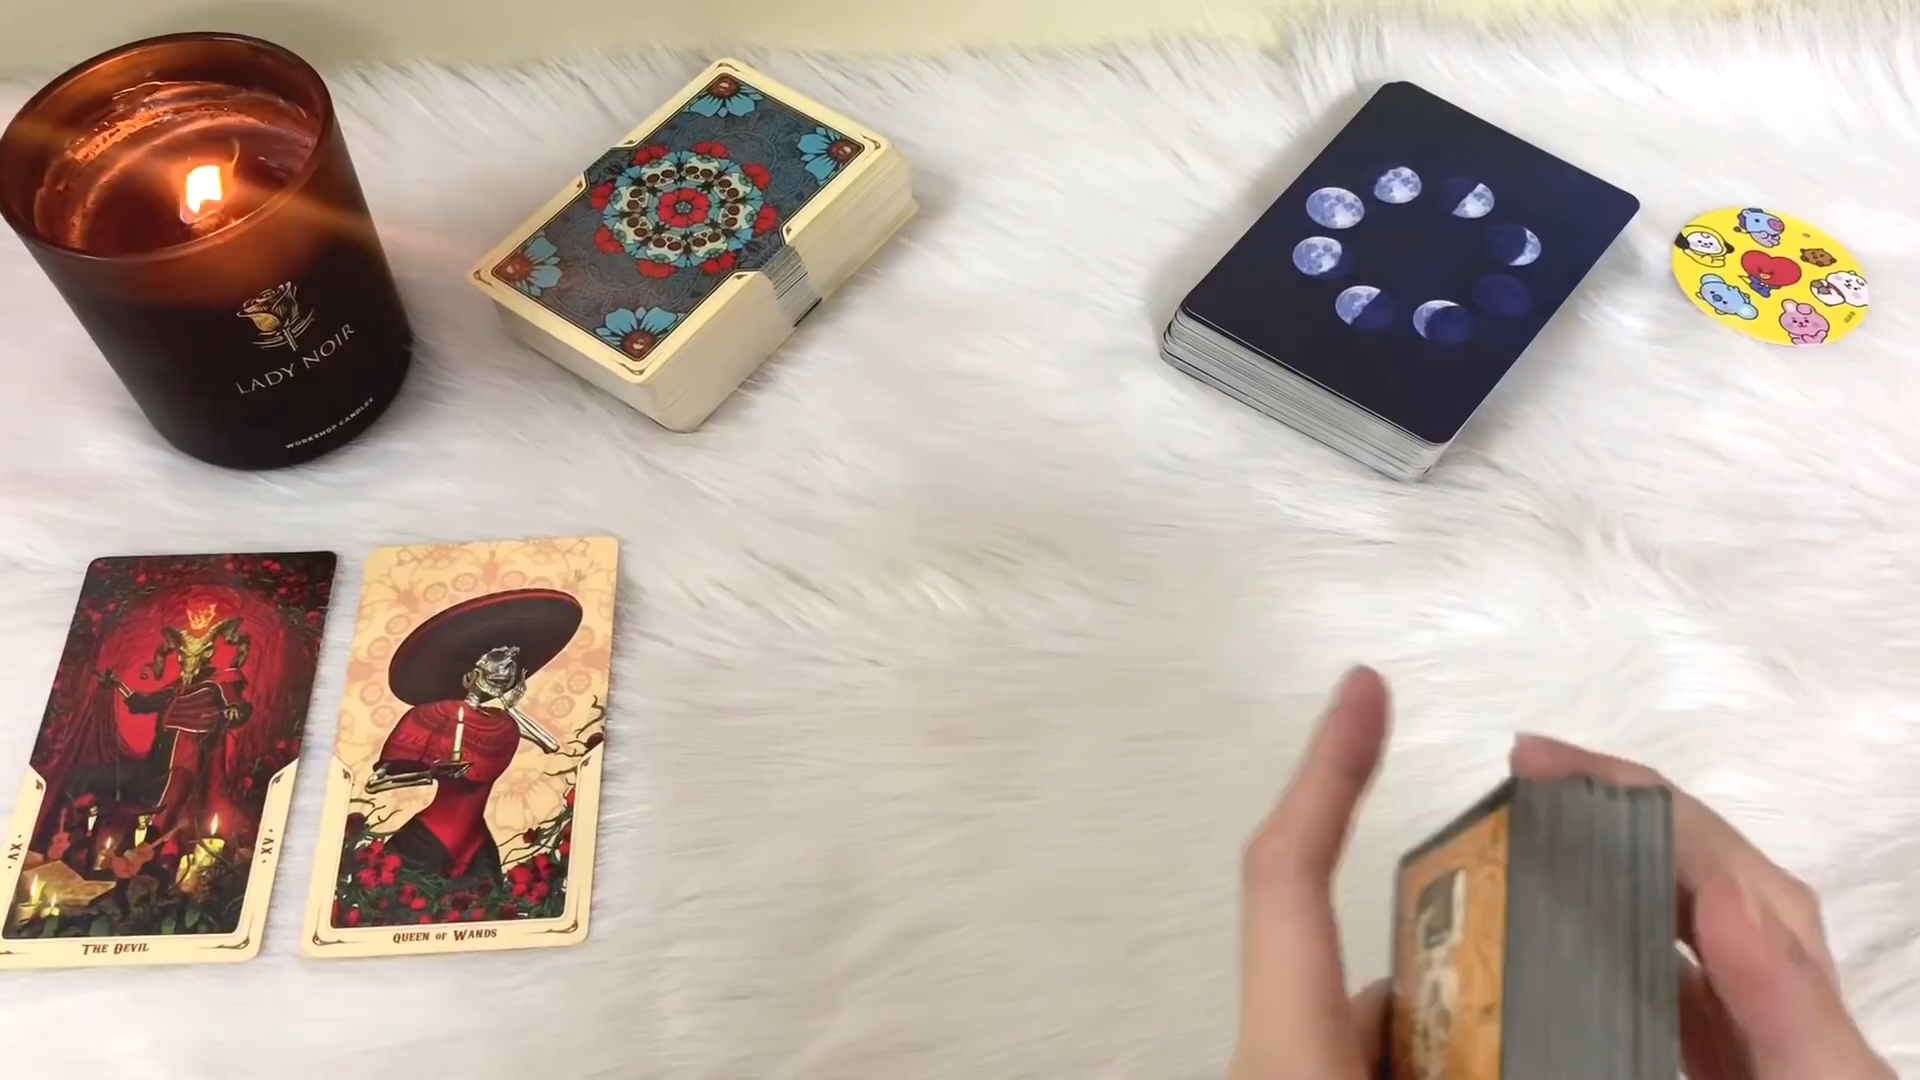 LADY NOIR
WORKSHOP CANDLES
· XV ·
· XV ·
THE DEVIL
QUEEN OF WANDS